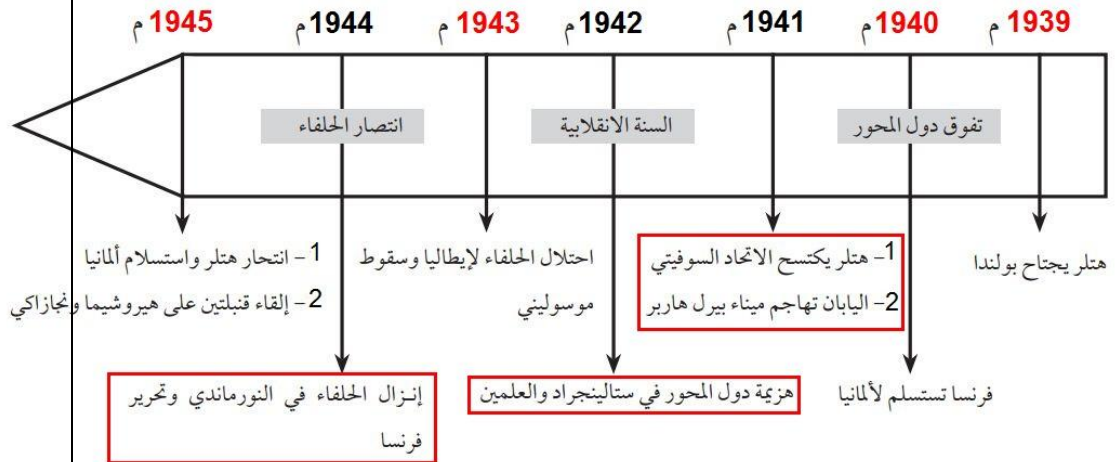 1939 م
1940 م
1941 م
1942 م
1943 م
1944 م
1945 م
تفوق دول المحور
السنة الانقلابية
انتصار الحلفاء
هتلر يجتاح بولندا
1- هتلر يكتسح الاتحاد السوفيتي
2- اليابان تهاجم ميناء بيرل هاربر
احتلال الحلفاء لإيطاليا وسقوط
موسوليني
1- انتحار هتلر واستسلام ألمانيا
2- إلقاء قنبلتين على هيروشيما ونجازاكي
فرنسا تستسلم لألمانيا
هزيمة دول المحور في ستالينجراد والعلمين
إنزال الحلفاء في النورماندي وتحرير
فرنسا